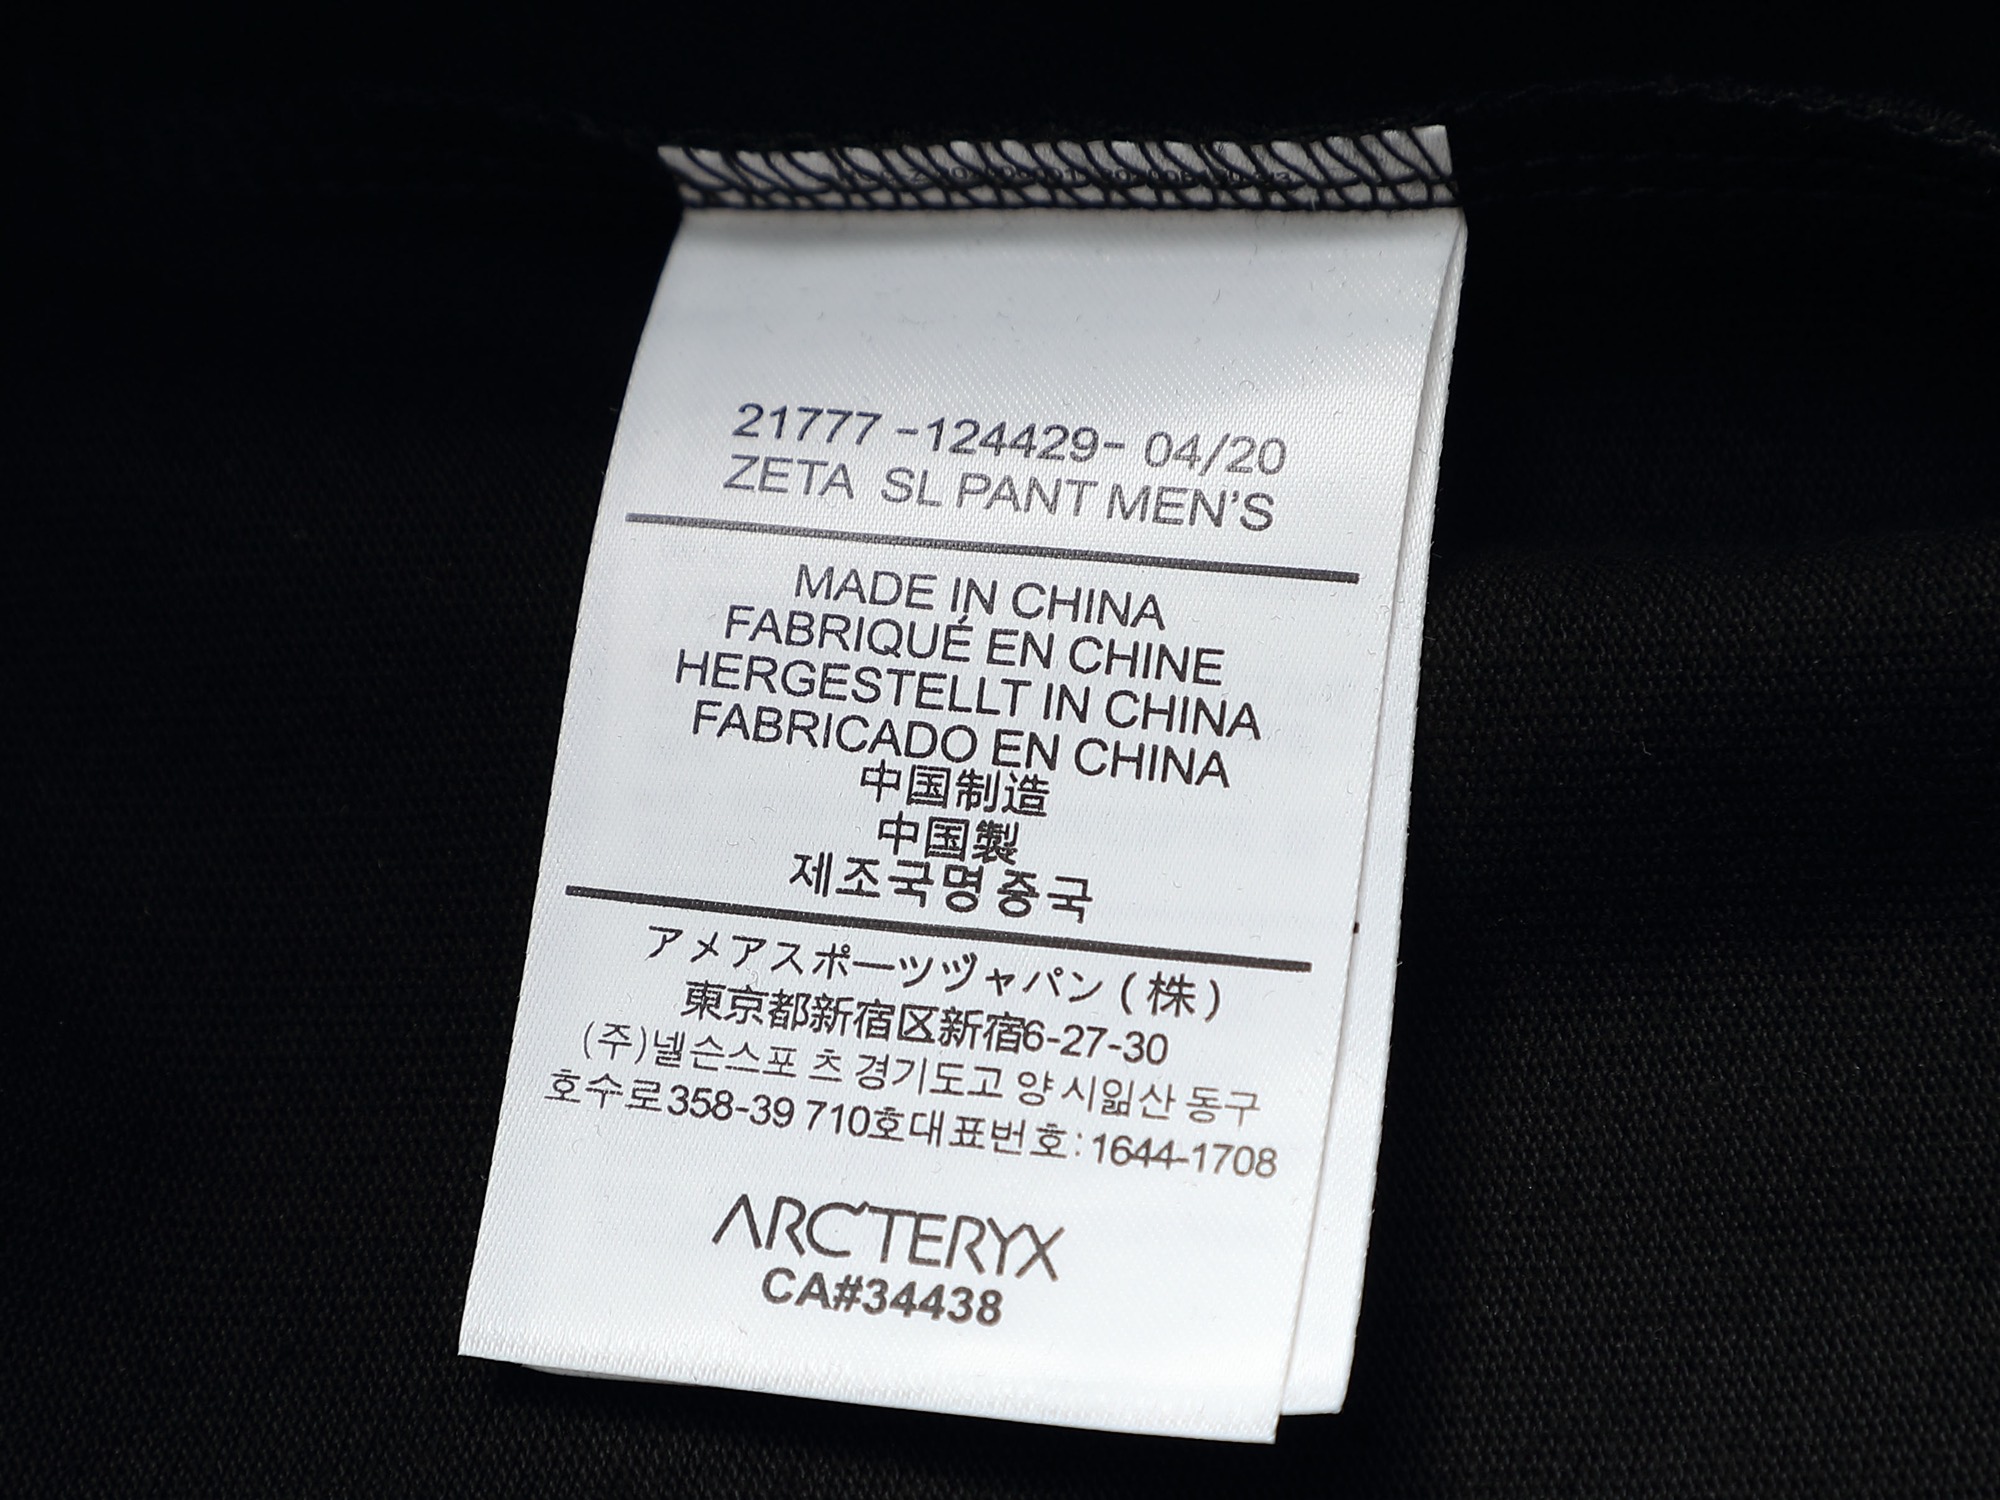 21777 -124429- 04/20
ZETA SL PANT MEN'S
MADE IN CHINA
FABRIQUÉ EN CHINE
HERGESTELLT IN CHINA
FABRICADO EN CHINA
中国制造
中国製
제조국명 중국
アメアスポーツヅャパン (株)
東京都新宿区新宿6-27-30
(주)넬슨스포 츠 경기도고 양 시잂산 동구
호수로358-39 710호대표번호:1644-1708
ARC'TERYX
CA#34438